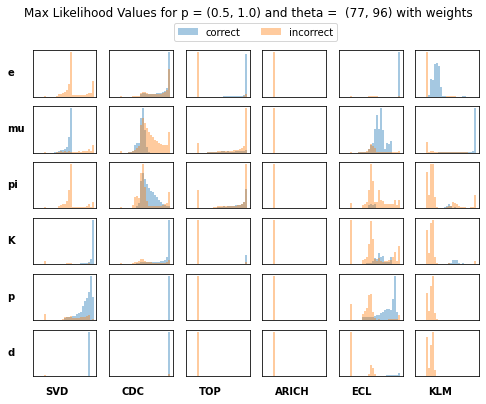 Max Likelihood Values for p = (0.5, 1.0) and theta =  (77, 96) with weights
correct incorrect
e
mu
pi
K
p
d
SVD CDC TOP ARICH ECL KLM